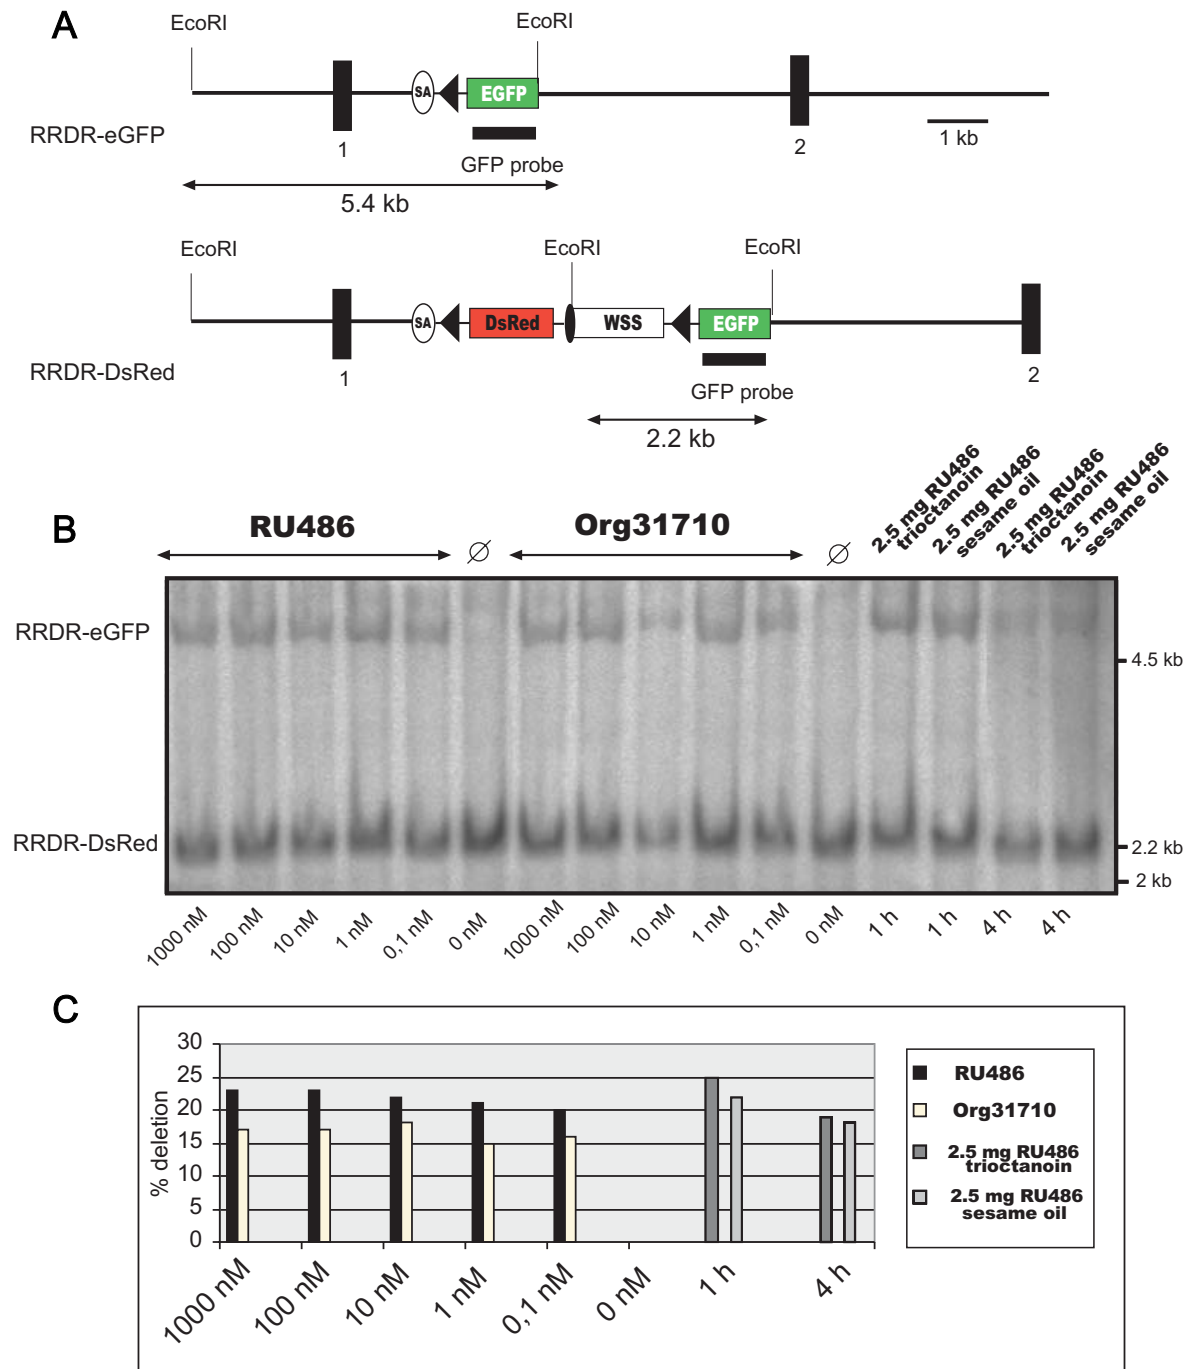 A
EcoRI
EcoRI
SA
EGFP
RRDR-eGFP
1
2
1 kb
GFP probe
5.4 kb
EcoRI
EcoRI
EcoRI
SA
DsRed
WSS
EGFP
RRDR-DsRed
1
2
GFP probe
2.2 kb
B
RU486
∅
Org31710
∅
2.5 mg RU486
trioctanoin
2.5 mg RU486
sesame oil
2.5 mg RU486
trioctanoin
2.5 mg RU486
sesame oil
RRDR-eGFP
4.5 kb
RRDR-DsRed
2.2 kb
2 kb
1000 nM
100 nM
10 nM
1 nM
0,1 nM
0 nM
1000 nM
100 nM
10 nM
1 nM
0,1 nM
0 nM
1 h
1 h
4 h
4 h
C
% deletion
30
25
20
15
10
5
0
1000 nM
100 nM
10 nM
1 nM
0,1 nM
0 nM
1 h
4 h
RU486
Org31710
2.5 mg RU486
trioctanoin
2.5 mg RU486
sesame oil